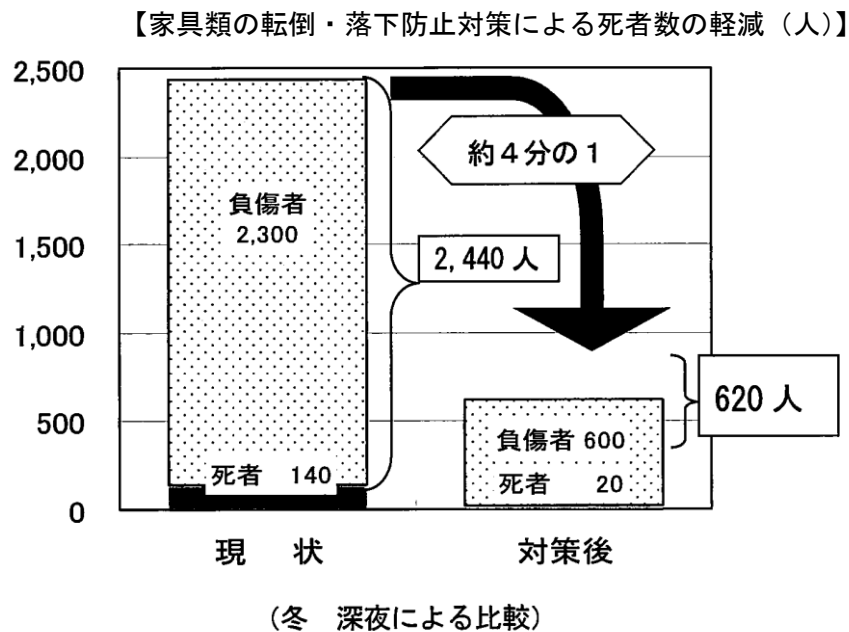 【家具類の転倒・落下防止対策による死者数の軽減（人）】
2,500
2,000
1,500
1,000
500
0
約４分の１
負傷者
2,300
2,440 人
死者 140
620 人
負傷者 600
死者 20
現 状
対策後
（冬 深夜による比較）